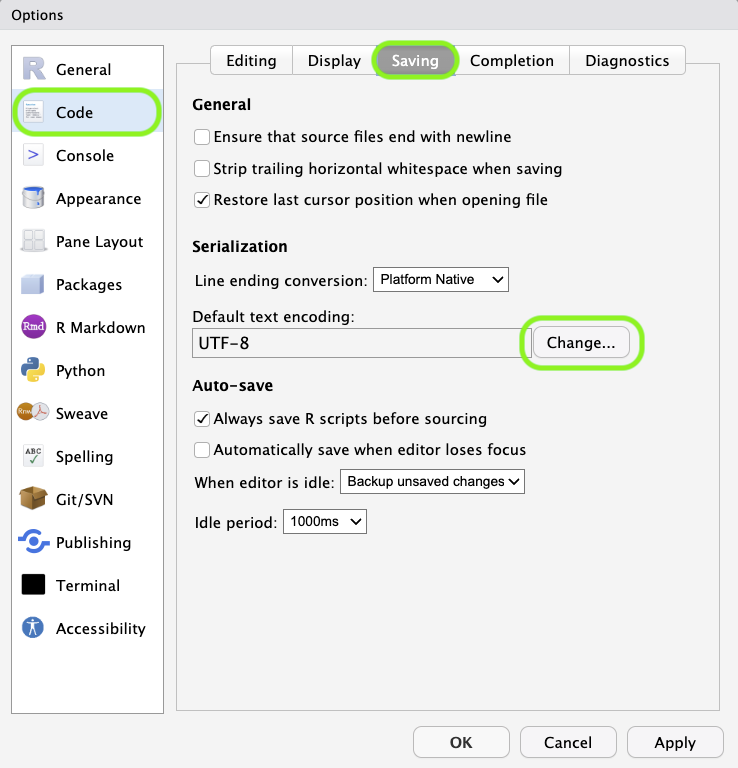 Options
General
Code
Console
Appearance
Pane Layout
Packages
Rmd R Markdown
Python
Sweave
ABC Spelling
Git/SVN
Publishing
Terminal
Accessibility
Editing Display Saving Completion Diagnostics
General
Ensure that source files end with newline
Strip trailing horizontal whitespace when saving
Restore last cursor position when opening file
Serialization
Line ending conversion: Platform Native
Default text encoding:
UTF-8 Change...
Auto-save
Always save R scripts before sourcing
Automatically save when editor loses focus
When editor is idle: Backup unsaved changes
Idle period: 1000ms
OK Cancel Apply